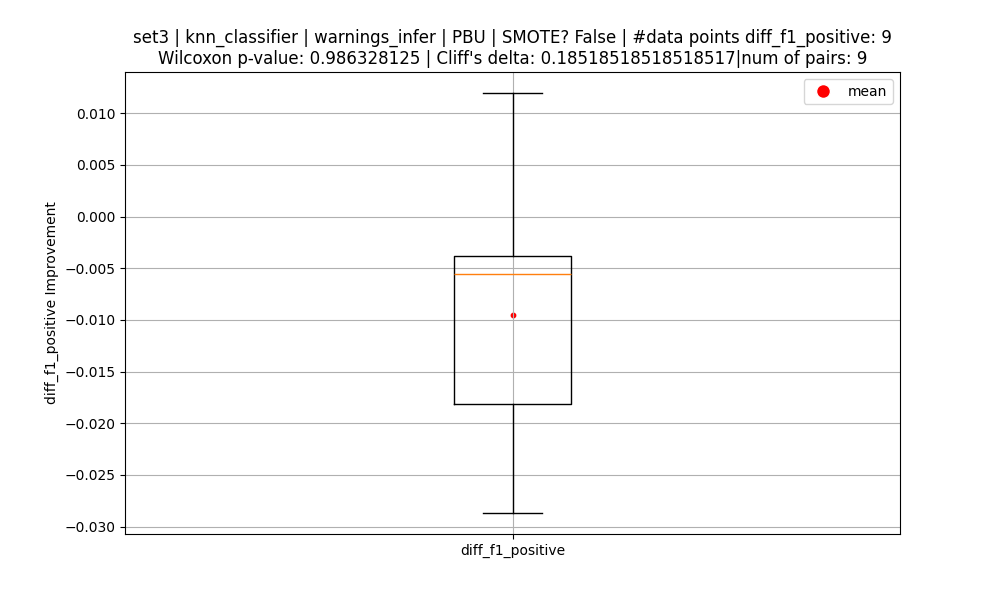 set3 | knn_classifier | warnings_infer | PBU | SMOTE? False | #data points diff_f1_positive: 9
Wilcoxon p-value: 0.986328125 | Cliff's delta: 0.18518518518518517|num of pairs: 9
mean
0.010
0.005
0.000
−0.005
−0.010
−0.015
−0.020
−0.025
−0.030
diff_f1_positive Improvement
diff_f1_positive